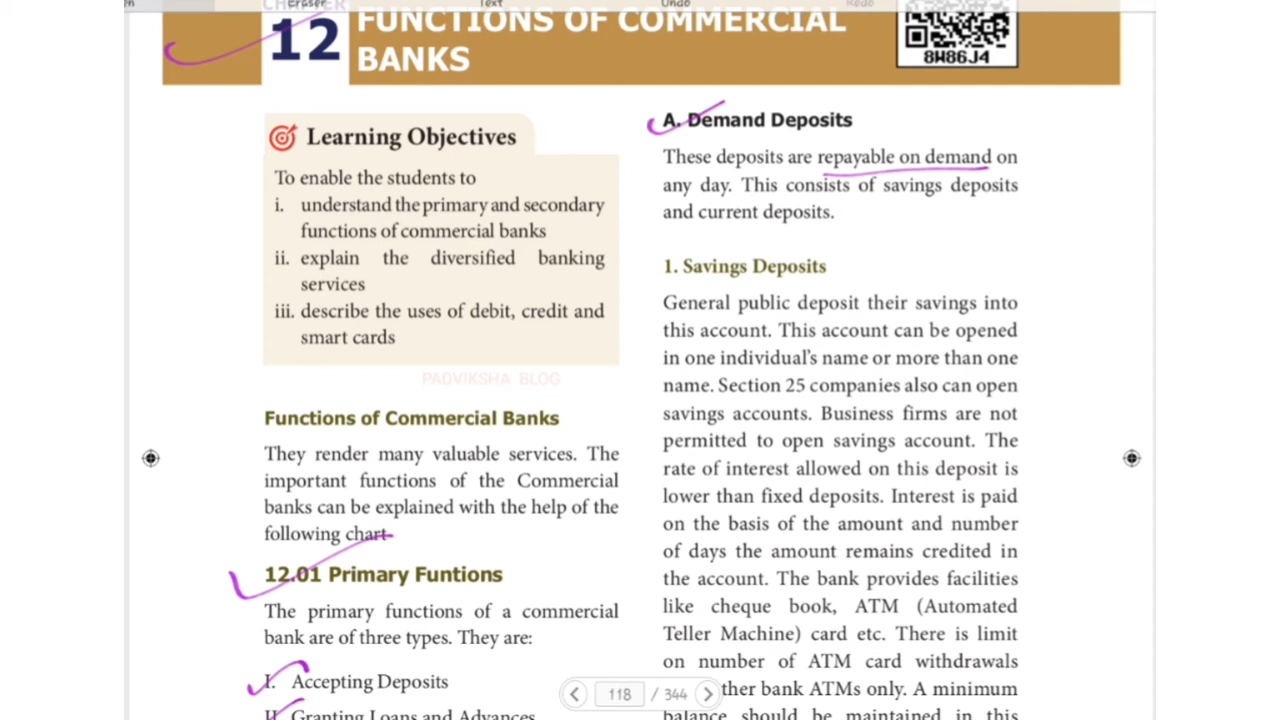 Eraser
Text
Undo
Redo
CHAPTER
12
FUNCTIONS OF COMMERCIAL
BANKS
8W86J4
Learning Objectives
To enable the students to
i. understand the primary and secondary
functions of commercial banks
ii. explain the diversified banking
services
iii. describe the uses of debit, credit and
smart cards
PADVIKSHA BLOG
Functions of Commercial Banks
They render many valuable services. The
important functions of the Commercial
banks can be explained with the help of the
following chart
12.01 Primary Funtions
The primary functions of a commercial
bank are of three types. They are:
I. Accepting Deposits
II. Granting Loans and Advances
A. Demand Deposits
These deposits are repayable on demand on
any day. This consists of savings deposits
and current deposits.
1. Savings Deposits
General public deposit their savings into
this account. This account can be opened
in one individual's name or more than one
name. Section 25 companies also can open
savings accounts. Business firms are not
permitted to open savings account. The
rate of interest allowed on this deposit is
lower than fixed deposits. Interest is paid
on the basis of the amount and number
of days the amount remains credited in
the account. The bank provides facilities
like cheque book, ATM (Automated
Teller Machine) card etc. There is limit
on number of ATM card withdrawals
ther bank ATMs only. A minimum
balance should be maintained in this
118 / 344